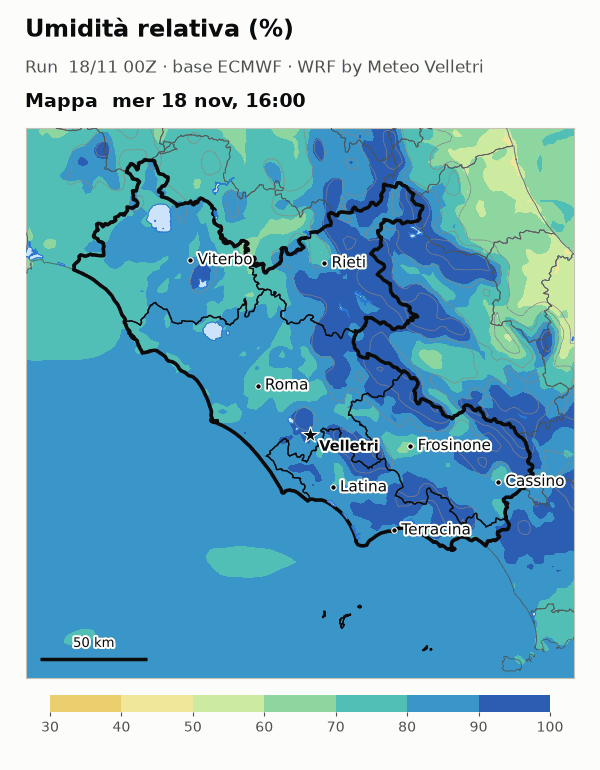 Umidità relativa (%)
Run 18/11 00Z · base ECMWF · WRF by Meteo Velletri
Mappa mer 18 nov, 16:00
Viterbo
Rieti
Roma
Velletri
Frosinone
Latina
Cassino
Terracina
50 km
30 40 50 60 70 80 90 100